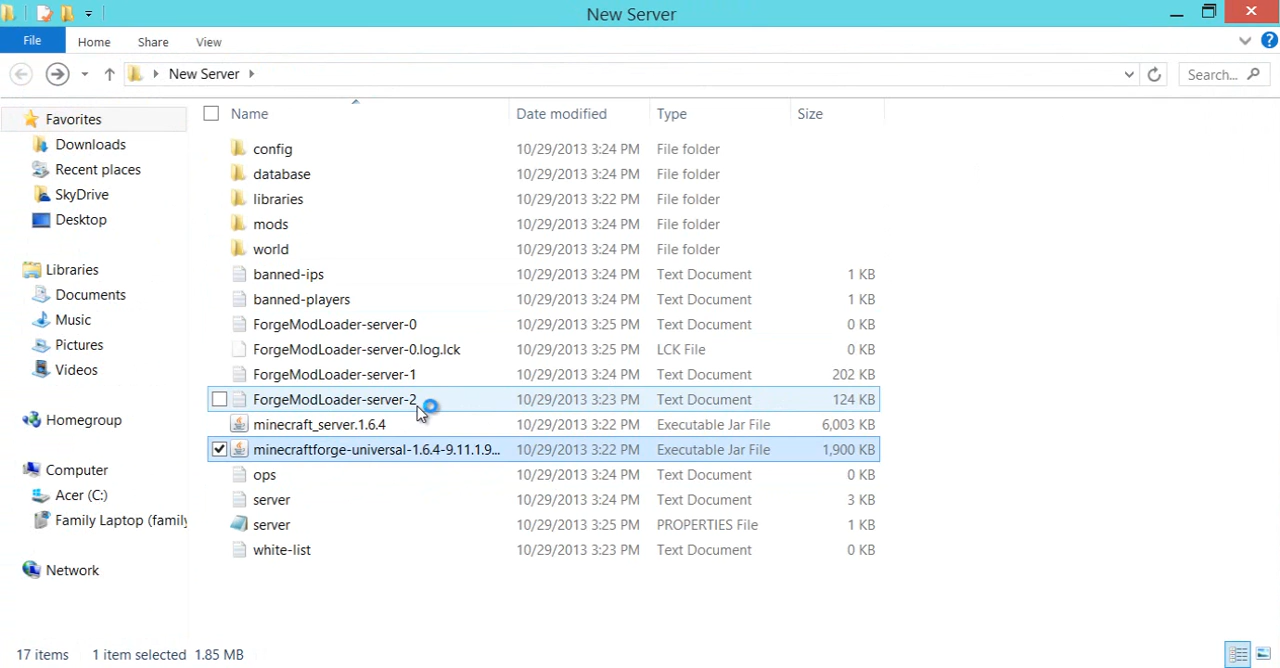 New Server
File Home Share View
New Server Search...
Name Date modified Type Size
Favorites
Downloads
Recent places
SkyDrive
Desktop
Libraries
Documents
Music
Pictures
Videos
Homegroup
Computer
Acer (C:)
Family Laptop (family
Network
config 10/29/2013 3:24 PM File folder
database 10/29/2013 3:24 PM File folder
libraries 10/29/2013 3:22 PM File folder
mods 10/29/2013 3:24 PM File folder
world 10/29/2013 3:24 PM File folder
banned-ips 10/29/2013 3:24 PM Text Document 1 KB
banned-players 10/29/2013 3:24 PM Text Document 1 KB
ForgeModLoader-server-0 10/29/2013 3:25 PM Text Document 0 KB
ForgeModLoader-server-0.log.lck 10/29/2013 3:25 PM LCK File 0 KB
ForgeModLoader-server-1 10/29/2013 3:24 PM Text Document 202 KB
ForgeModLoader-server-2 10/29/2013 3:23 PM Text Document 124 KB
minecraft_server.1.6.4 10/29/2013 3:22 PM Executable Jar File 6,003 KB
minecraftforge-universal-1.6.4-9.11.1.9... 10/29/2013 3:22 PM Executable Jar File 1,900 KB
ops 10/29/2013 3:24 PM Text Document 0 KB
server 10/29/2013 3:24 PM Text Document 3 KB
server 10/29/2013 3:25 PM PROPERTIES File 1 KB
white-list 10/29/2013 3:23 PM Text Document 0 KB
17 items 1 item selected 1.85 MB